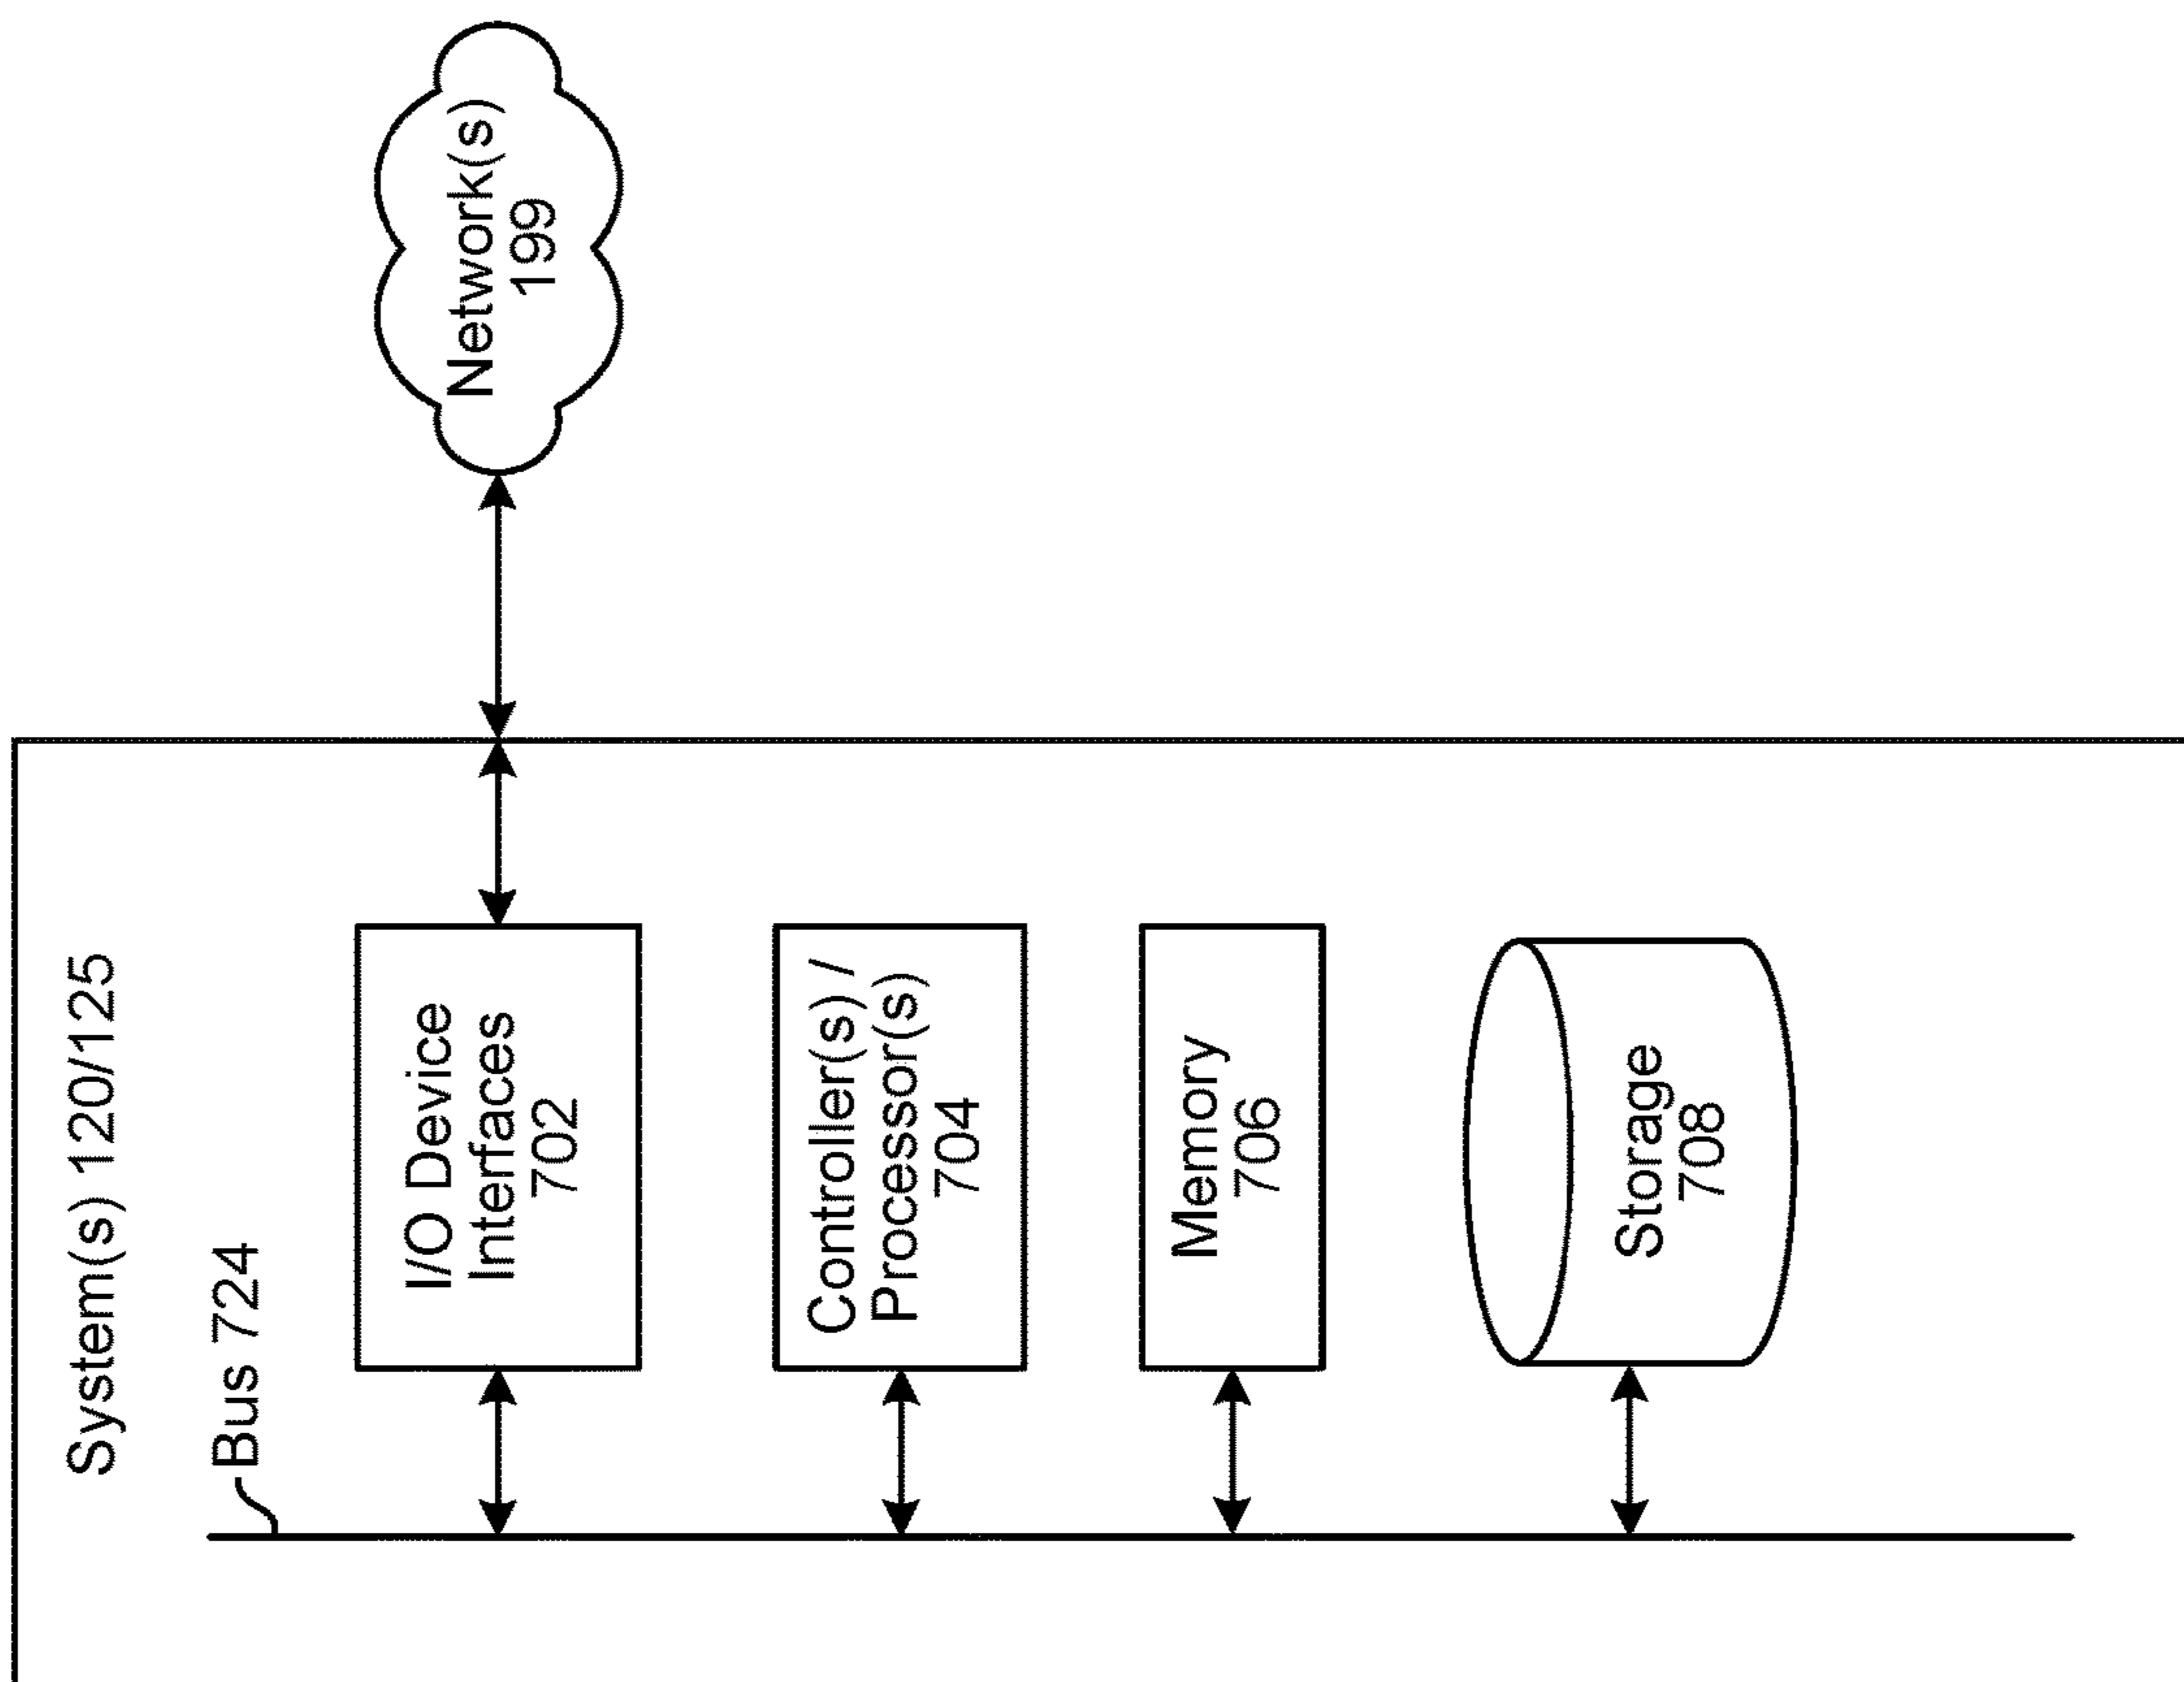 System(s) 120/125
Bus 724
I/O Device
Interfaces
702
Controller(s) /
Processor(s)
704
Memory
706
Storage
708
Network(s)
199